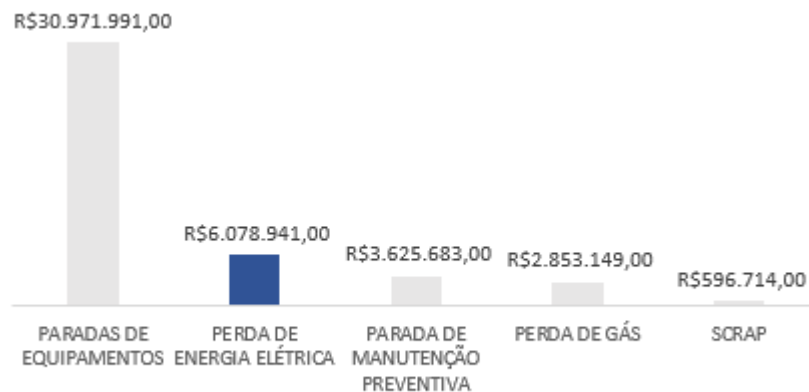 R$30.971.991,00
R$6.078.941,00
R$3.625.683,00
R$2.853.149,00
R$596.714,00
PARADAS DE
EQUIPAMENTOS
PERDA DE
ENERGIA ELÉTRICA
PARADA DE
MANUTENÇÃO
PREVENTIVA
PERDA DE GÁS
SCRAP